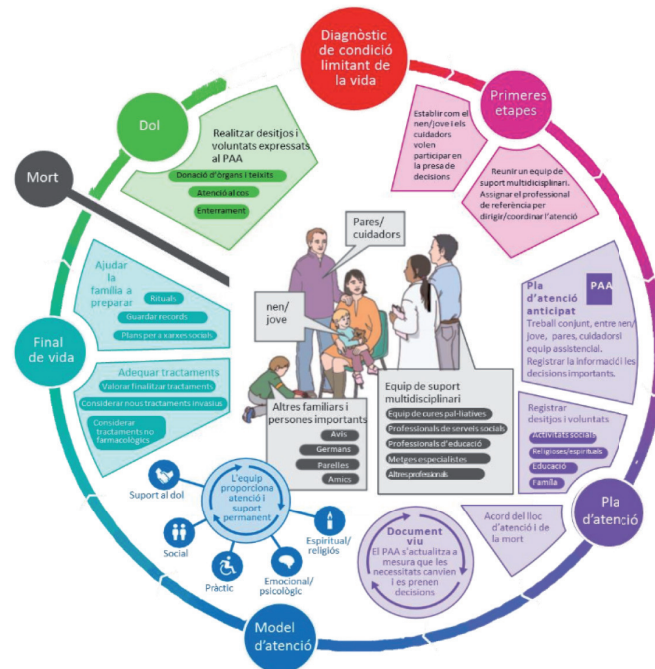 Diagnòstic
de condició
limitant de
la vida
Primeres
etapes
Establir com el
nen/jove i els
cuidadors
volen
participar en
la presa de
decisions
Reunir un equip de
suport multidisciplinari.
Assignar el professional
de referència per
dirigir/coordinar l'atenció
Pla
d'atenció
anticipat
PAA
Treball conjunt, entre nen/
jove, pares, cuidadorsi
equip assistencial.
Registrar la informacíi les
decisions importants.
Registrar
desitjos i voluntats
Activitats socials
Religioses/espirituals
Educació
Família
Pla
d'atenció
Acord del lloc
d'atenció i de
la mort
Document
viu
El PAA s'actualitza a
mesura que les
necessitats canvien
i es prenen
decisions
Model
d'atenció
L'equip
proporciona
atenció i
suport
permanent
Suport al dol
Social
Pràctic
Emocional/
psicològic
Espiritual/
religiós
Final
de vida
Adequar tractaments
Valorar finalitzar tractaments
Considerar nous tractaments invasius
Considerar
tractaments no
farmacològics
Ajudar
la
família a
preparar
Rituals
Guardar records
Plans per a xarxes socials
Mort
Dol
Realitzar desitjos i
voluntats expressats
al PAA
Donació d'òrgans i teixits
Atenció al cos
Enterrament
Pares/
cuidadors
nen/
jove
Altres familiars i
persones importants
Avis
Germans
Parelles
Amics
Equip de suport
multidisciplinari
Equip de cures pal·liatives
Professionals de serveis socials
Professionals d'educació
Metges especialistes
Altres professionals